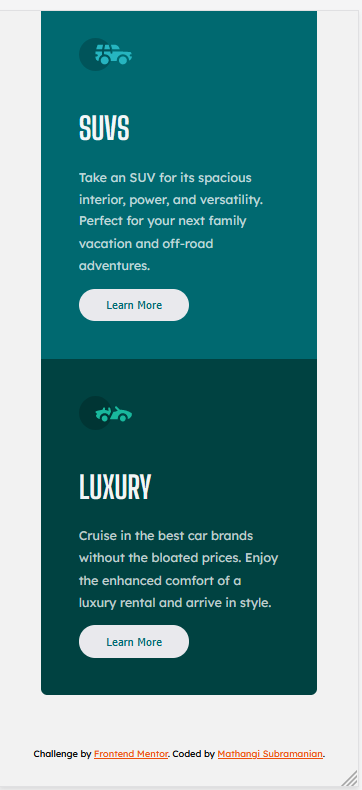 SUVS
Take an SUV for its spacious
interior, power, and versatility.
Perfect for your next family
vacation and off-road
adventures.
Learn More
LUXURY
Cruise in the best car brands
without the bloated prices. Enjoy
the enhanced comfort of a
luxury rental and arrive in style.
Learn More
Challenge by Frontend Mentor. Coded by Mathangi Subramanian.